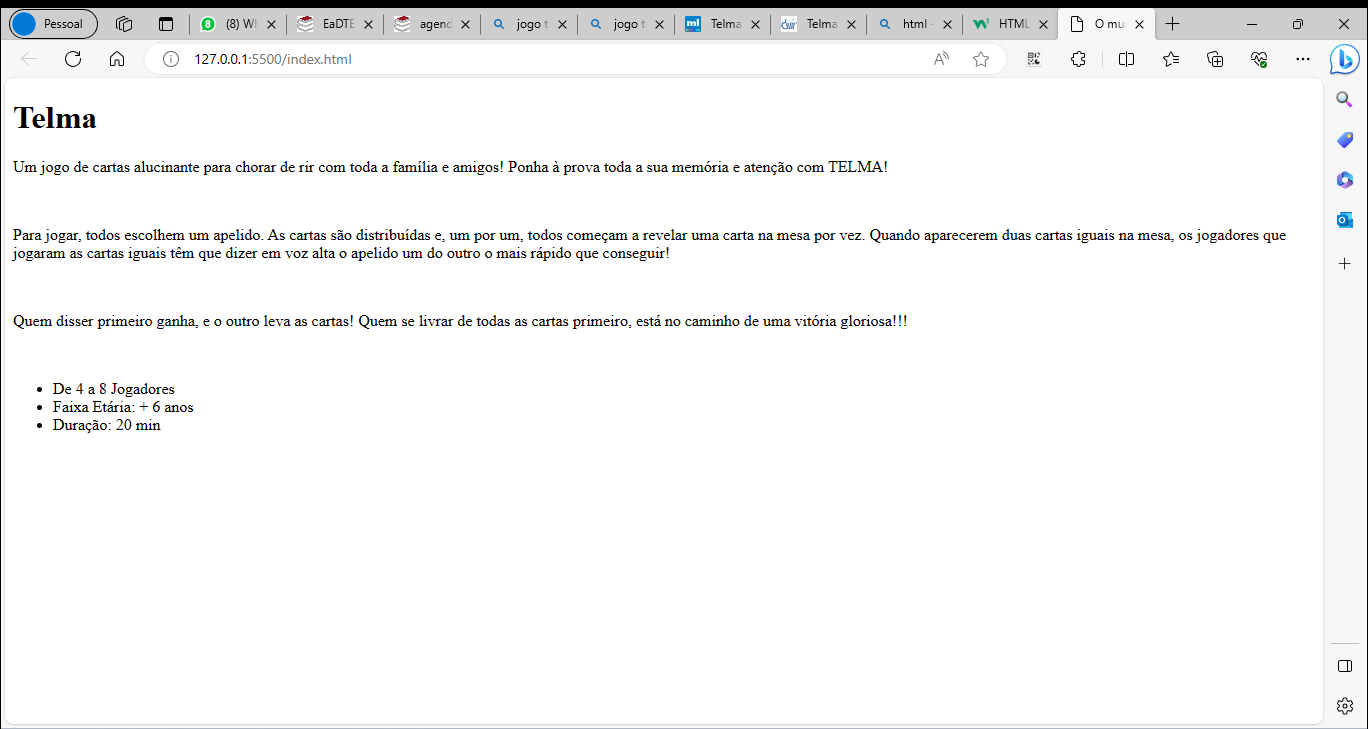 Pessoal
(8) W
EaDTE
agend
jogo t
jogo t
Telma
Telma
html -
HTML
O mu
127.0.0.1:5500/index.html
Telma
Um jogo de cartas alucinante para chorar de rir com toda a família e amigos! Ponha à prova toda a sua memória e atenção com TELMA!
Para jogar, todos escolhem um apelido. As cartas são distribuídas e, um por um, todos começam a revelar uma carta na mesa por vez. Quando aparecerem duas cartas iguais na mesa, os jogadores que
jogaram as cartas iguais têm que dizer em voz alta o apelido um do outro o mais rápido que conseguir!
Quem disser primeiro ganha, e o outro leva as cartas! Quem se livrar de todas as cartas primeiro, está no caminho de uma vitória gloriosa!!!
De 4 a 8 Jogadores
Faixa Etária: + 6 anos
Duração: 20 min